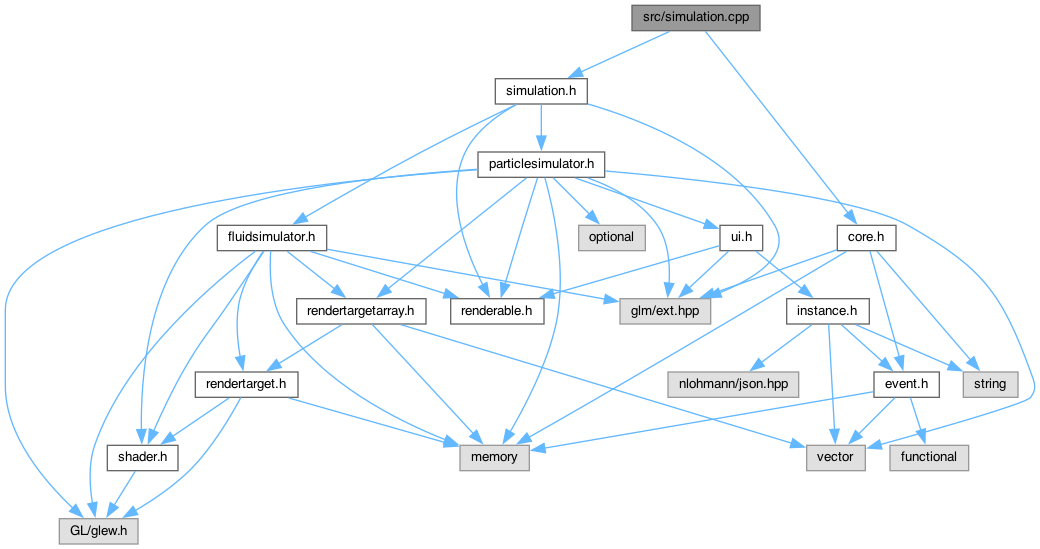 src/simulation.cpp
simulation.h
particlesimulator.h
fluidsimulator.h
optional
ui.h
core.h
rendertargetarray.h
renderable.h
glm/ext.hpp
instance.h
rendertarget.h
nlohmann/json.hpp
event.h
string
shader.h
memory
vector
functional
GL/glew.h